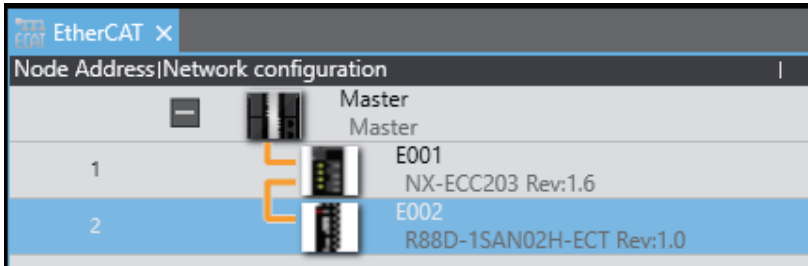 ECAT EtherCAT ×
Node Address|Network configuration |
Master
Master
1
E001
NX-ECC203 Rev:1.6
2
E002
R88D-1SAN02H-ECT Rev:1.0